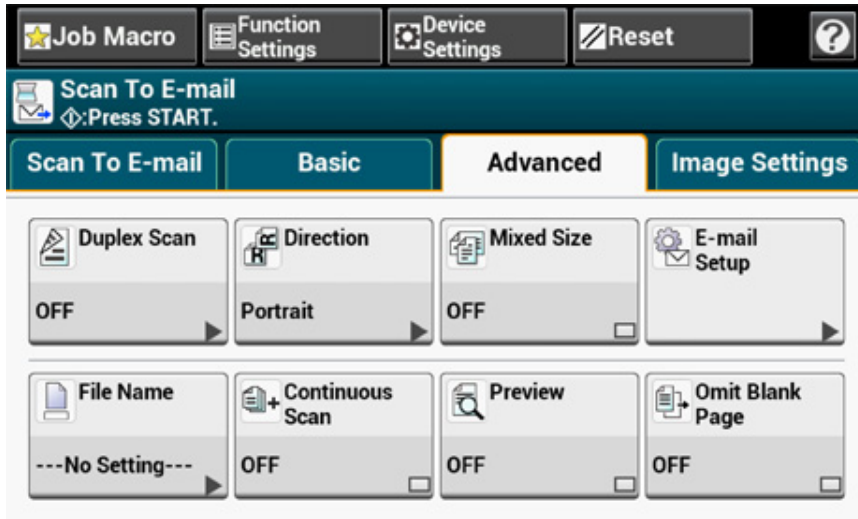 Job Macro
Function
Settings
Device
Settings
Reset
?
Scan To E-mail
:Press START.
Scan To E-mail
Basic
Advanced
Image Settings
Duplex Scan
OFF
Direction
Portrait
Mixed Size
OFF
E-mail
Setup
File Name
---No Setting---
Continuous
Scan
OFF
Preview
OFF
Omit Blank
Page
OFF